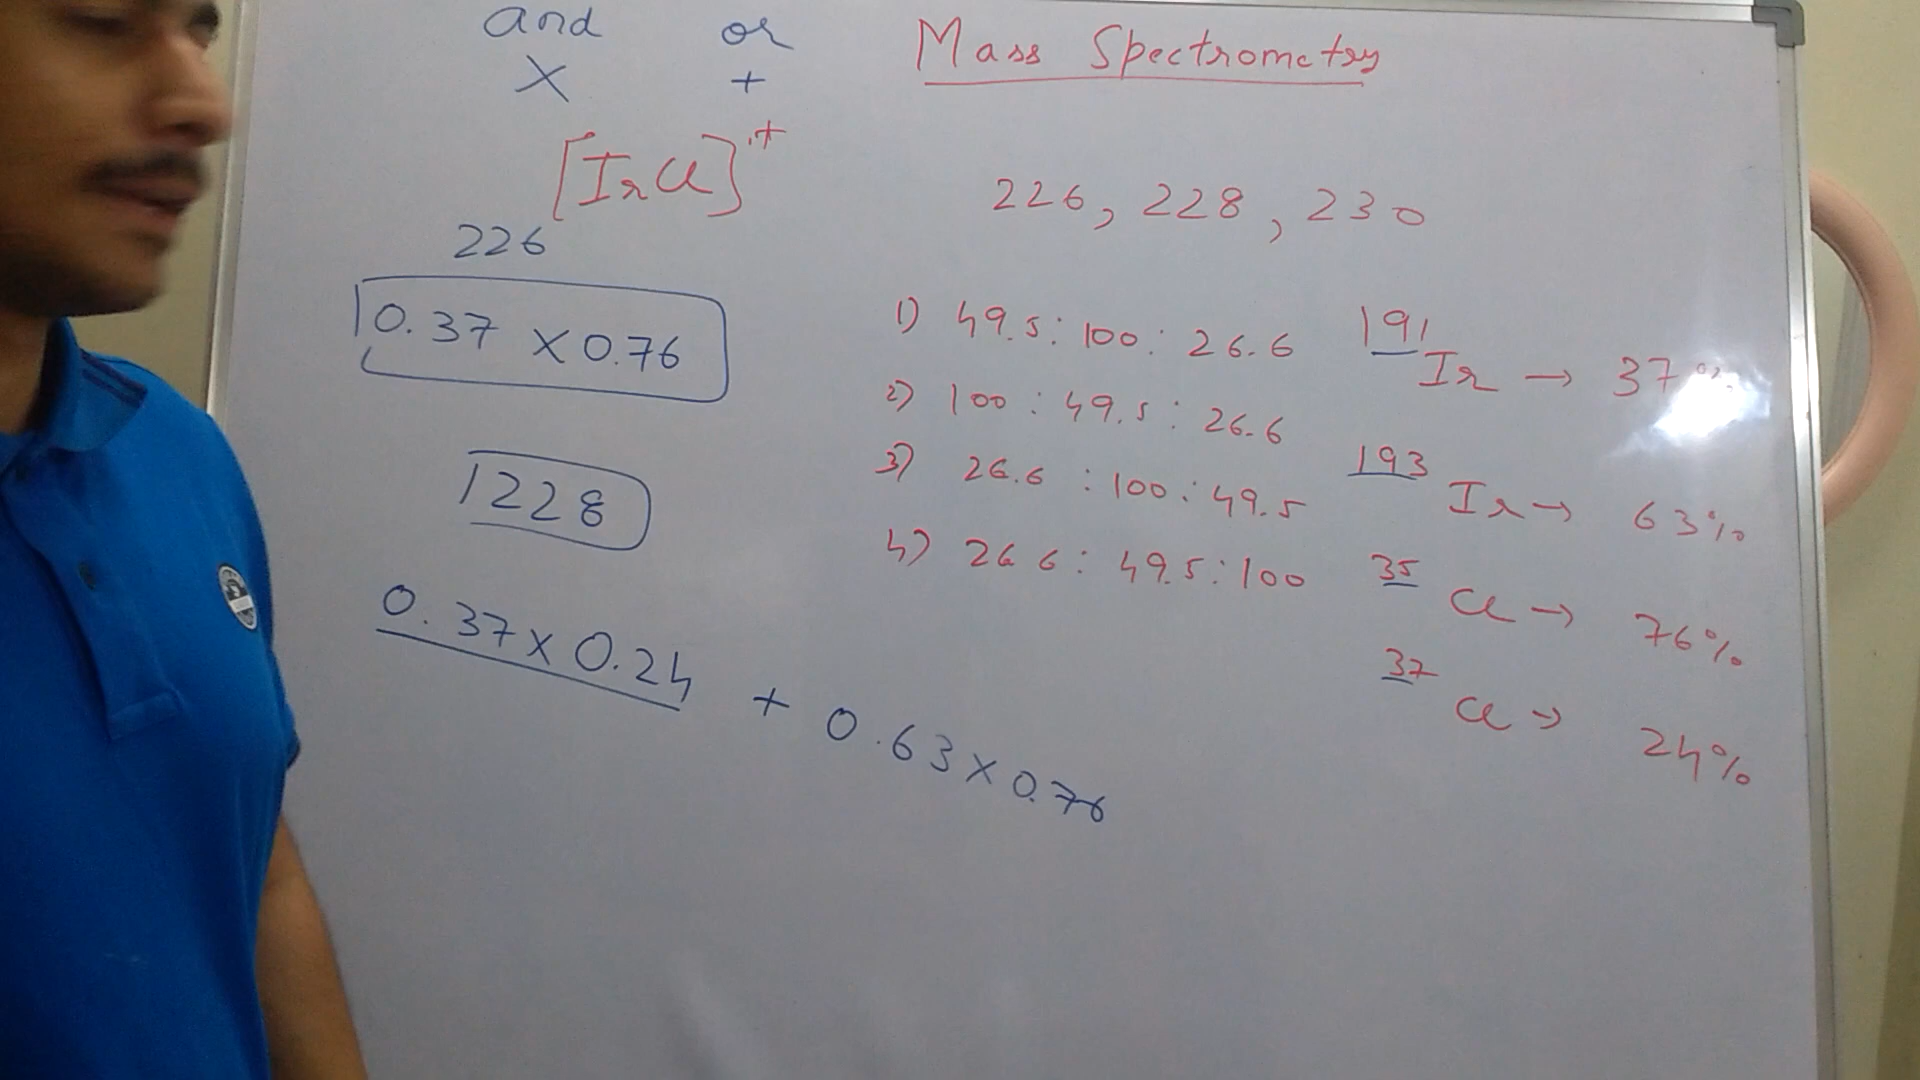 and or
X +
Mass Spectrometry
[IrCl]·+
226, 228, 230
226
0.37 x 0.76
228
0.37 x 0.24 + 0.63 x 0.76
1) 49.5 : 100 : 26.6
2) 100 : 49.5 : 26.6
3) 26.6 : 100 : 49.5
4) 26 6 : 49.5 : 100
191 Ir → 37%
193 Ir → 63%
35 Cl → 76%
37 Cl → 24%